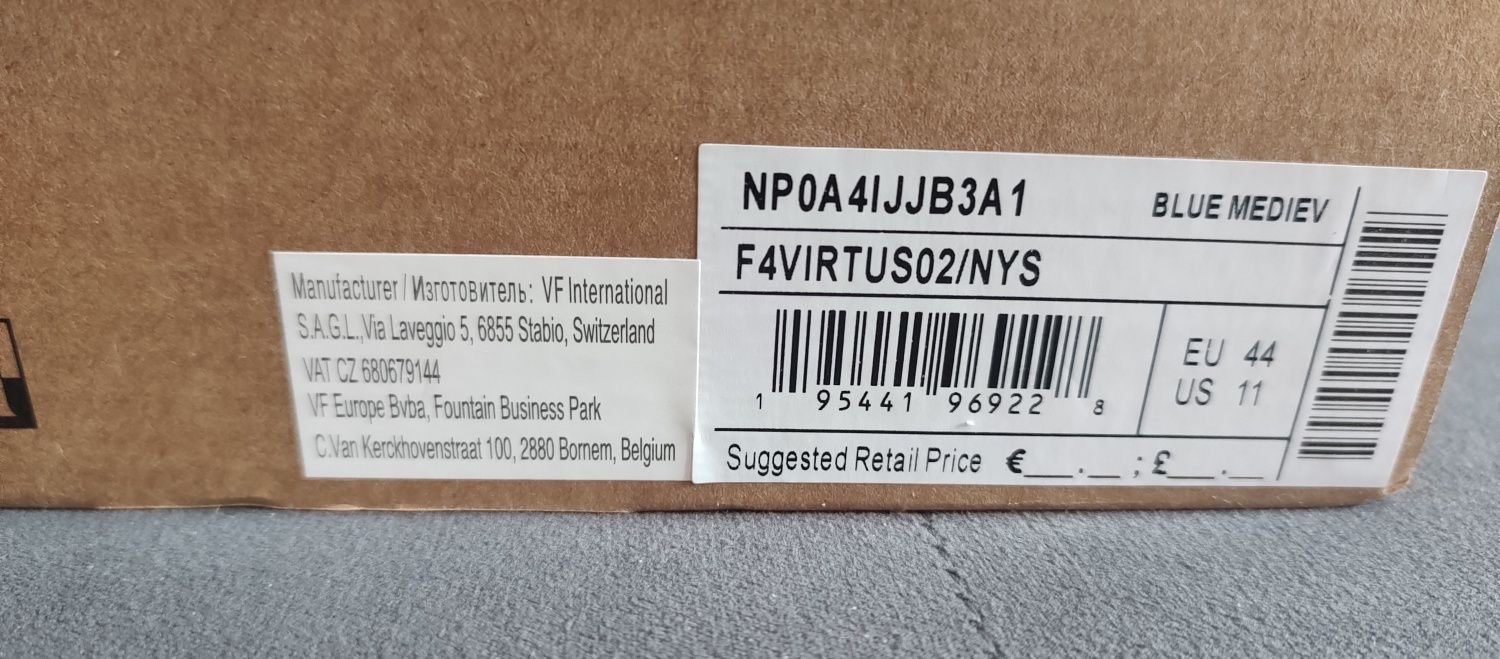 Manufacturer / Изготовитель: VF International
S.A.G.L.,Via Laveggio 5, 6855 Stabio, Switzerland
VAT CZ 680679144
VF Europe Bvba, Fountain Business Park
C.Van Kerckhovenstraat 100, 2880 Bornem, Belgium
NP0A4IJJB3A1 BLUE MEDIEV
F4VIRTUS02/NYS
1 95441 96922 8
EU 44
US 11
Suggested Retail Price €__.__ ; £__.__